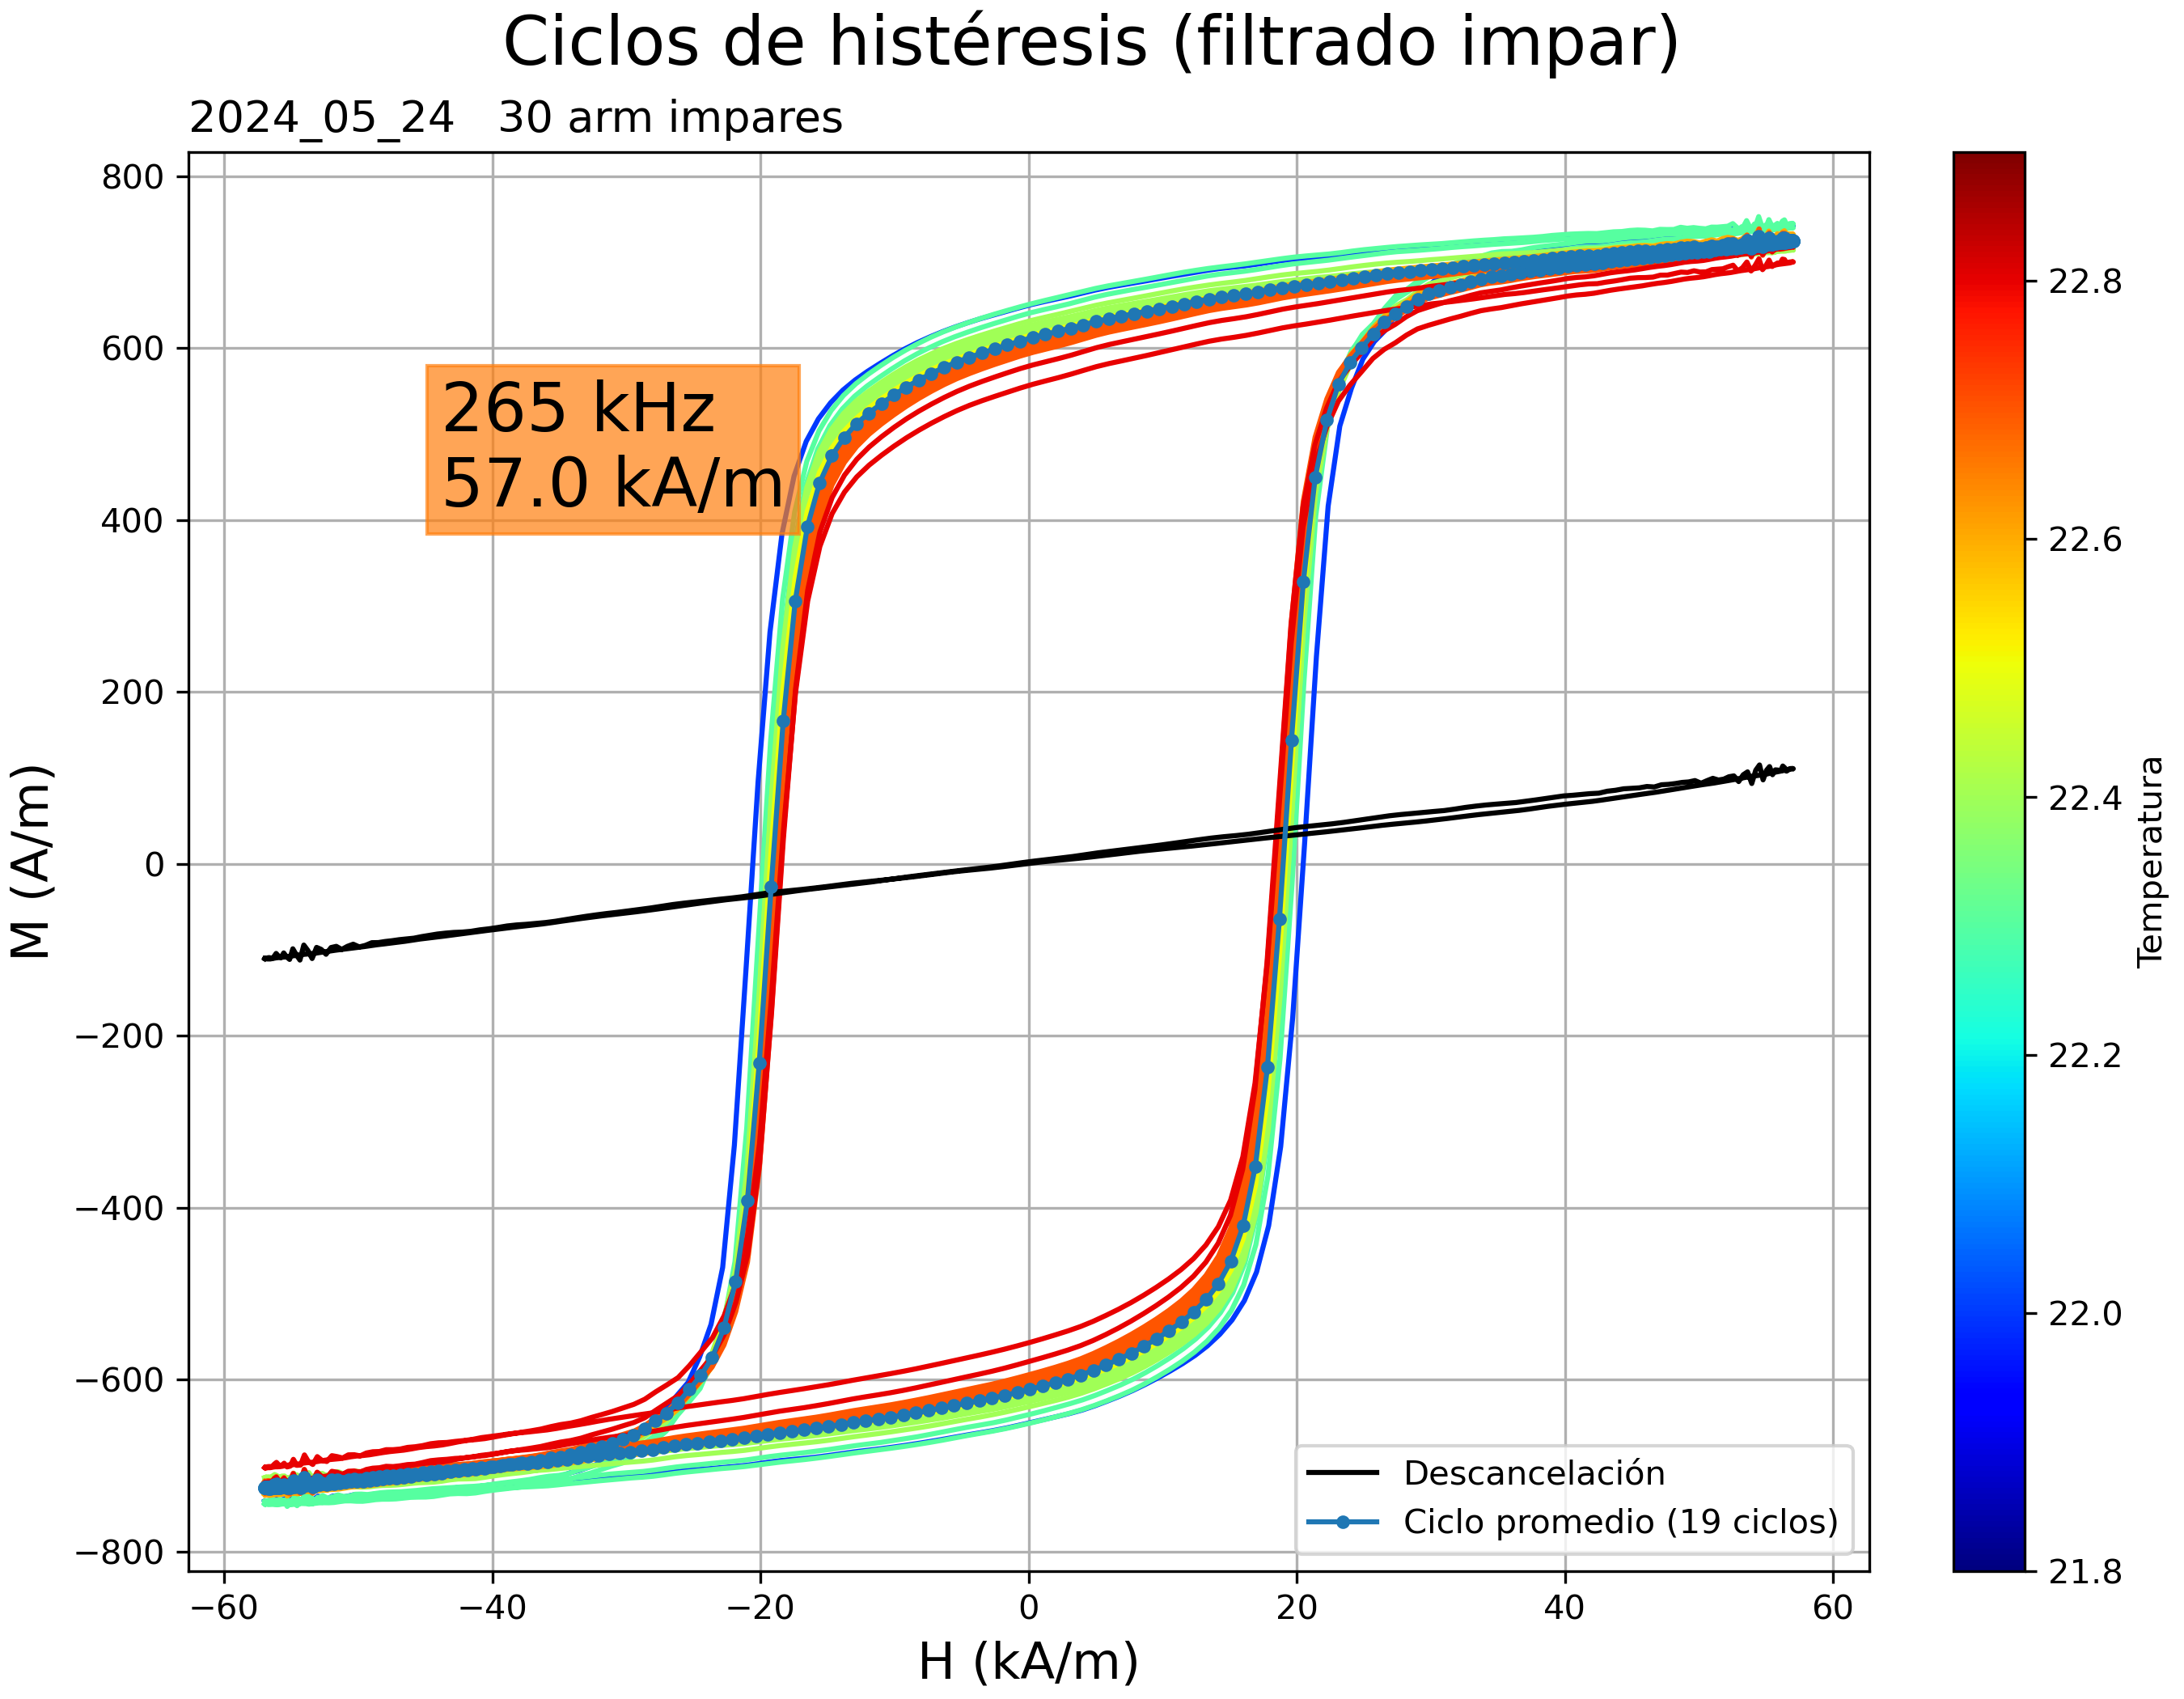 Ciclos de histéresis (filtrado impar)
2024_05_24   30 arm impares
800
600
400
200
0
−200
−400
−600
−800
M (A/m)
265 kHz
57.0 kA/m
Descancelación
Ciclo promedio (19 ciclos)
−60
−40
−20
0
20
40
60
H (kA/m)
22.8
22.6
22.4
22.2
22.0
21.8
Temperatura